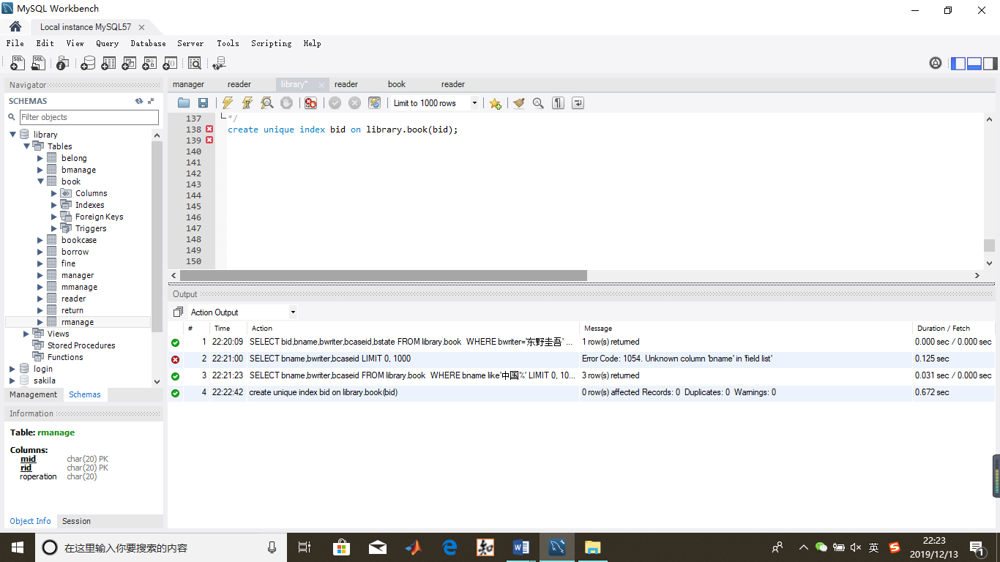 MySQL Workbench
Local instance MySQL57
File Edit View Query Database Server Tools Scripting Help
Navigator
SCHEMAS
Filter objects
library
Tables
belong
bmanage
book
Columns
Indexes
Foreign Keys
Triggers
bookcase
borrow
fine
manager
mmanage
reader
return
rmanage
Views
Stored Procedures
Functions
login
sakila
Management Schemas
Information
Table: rmanage
Columns:
mid char(20) PK
rid char(20) PK
roperation char(20)
Object Info Session
manager reader library* reader book reader
Limit to 1000 rows
137 */
138 create unique index bid on library.book(bid);
139
140
141
142
143
144
145
146
147
148
149
150
Output
Action Output
# Time Action Message Duration / Fetch
1 22:20:09 SELECT bid,bname,bwriter,bcaseid,bstate FROM library.book WHERE bwriter='东野圭吾' ... 1 row(s) returned 0.000 sec / 0.000 sec
2 22:21:00 SELECT bname,bwriter,bcaseid LIMIT 0, 1000 Error Code: 1054. Unknown column 'bname' in 'field list' 0.125 sec
3 22:21:23 SELECT bname,bwriter,bcaseid FROM library.book WHERE bname like'中国%' LIMIT 0, 10... 3 row(s) returned 0.031 sec / 0.000 sec
4 22:22:42 create unique index bid on library.book(bid) 0 row(s) affected Records: 0 Duplicates: 0 Warnings: 0 0.672 sec
在这里输入你要搜索的内容
知
英
22:23
2019/12/13
1